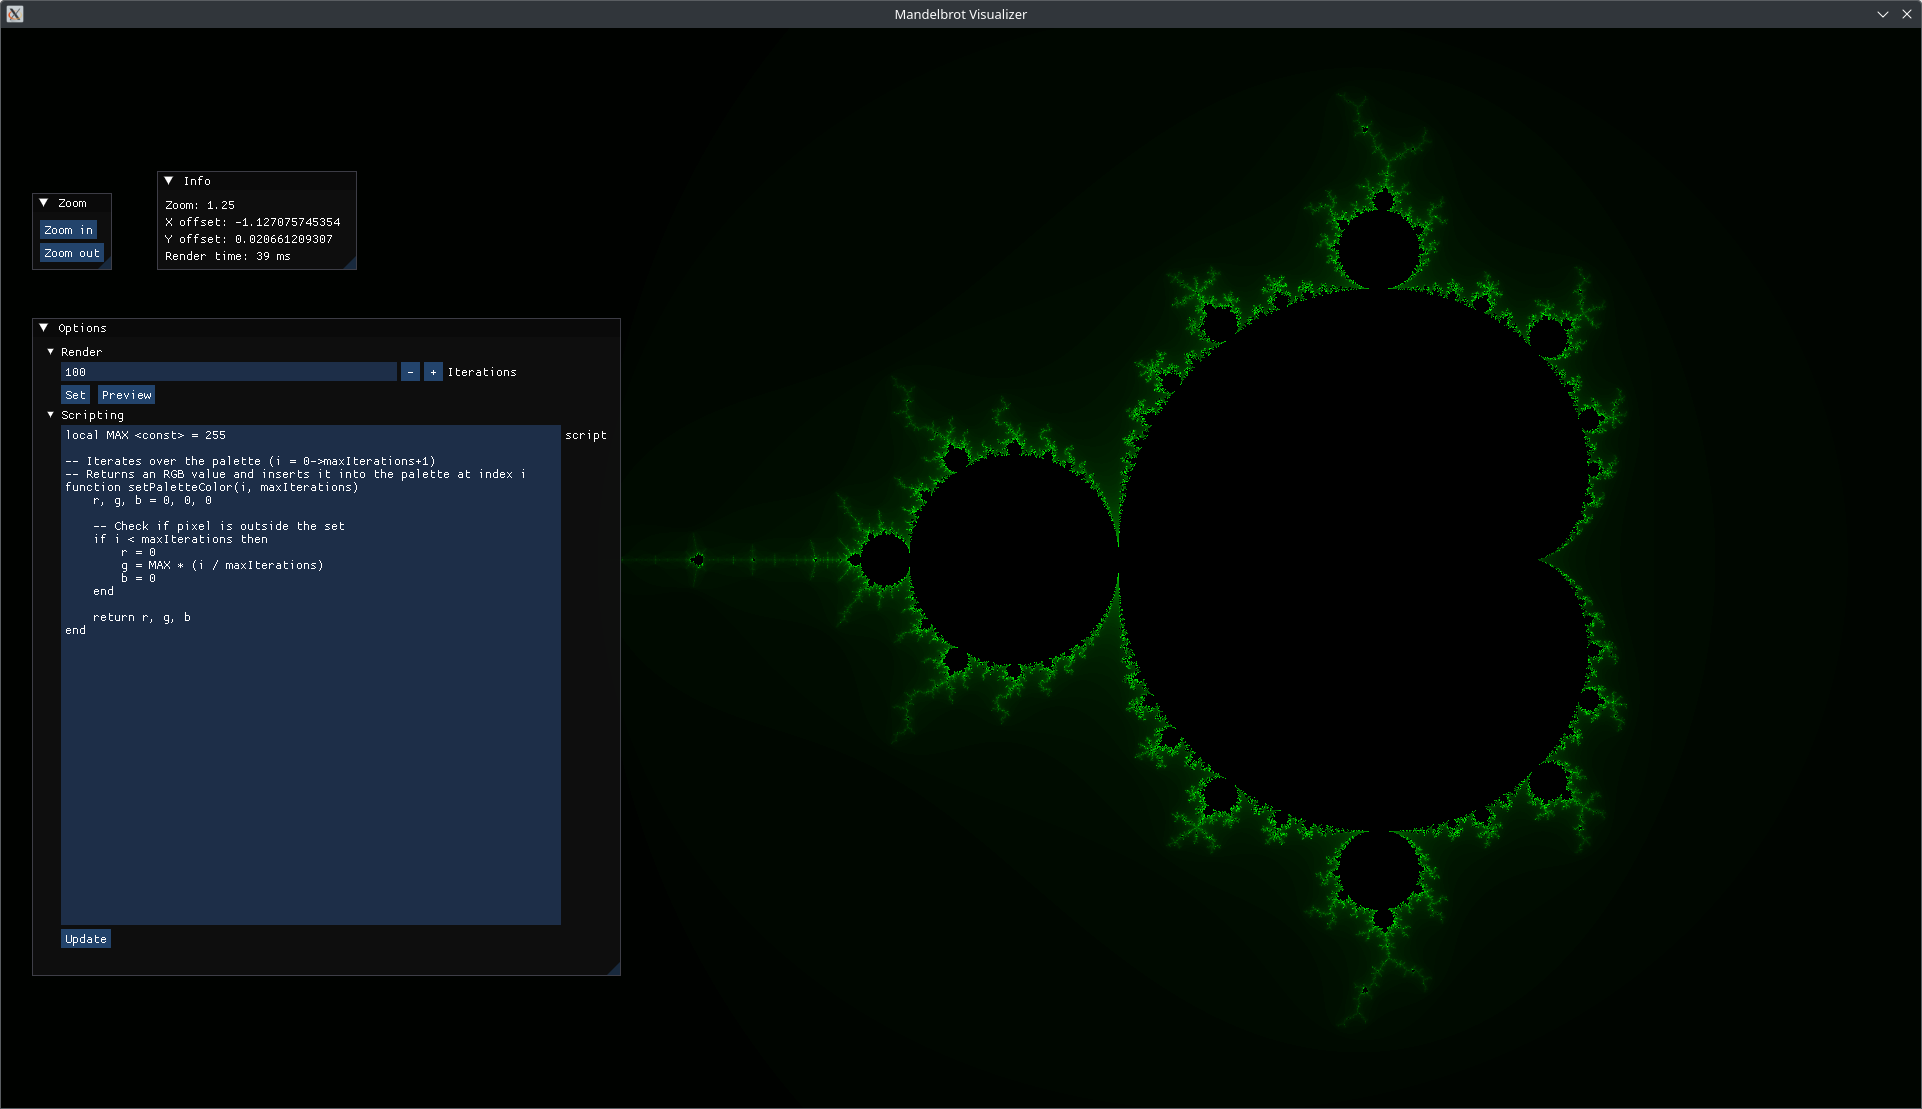 Mandelbrot Visualizer
Zoom
Zoom in
Zoom out
Info
Zoom: 1.25
X offset: -1.127075745354
Y offset: 0.020661209307
Render time: 39 ms
Options
Render
100 - + Iterations
Set Preview
Scripting
local MAX <const> = 255 script
-- Iterates over the palette (i = 0->maxIterations+1)
-- Returns an RGB value and inserts it into the palette at index i
function setPaletteColor(i, maxIterations)
    r, g, b = 0, 0, 0
    -- Check if pixel is outside the set
    if i < maxIterations then
        r = 0
        g = MAX * (i / maxIterations)
        b = 0
    end
    return r, g, b
end
Update